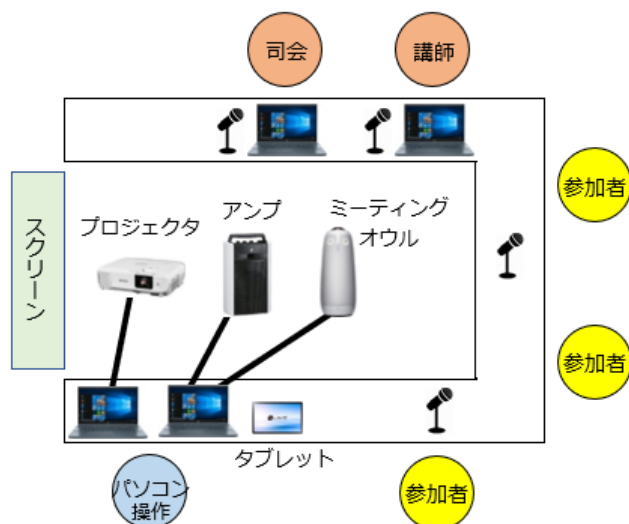 司会
講師
参加者
スクリーン
プロジェクタ
アンプ
ミーティング
オウル
参加者
タブレット
パソコン
操作
参加者